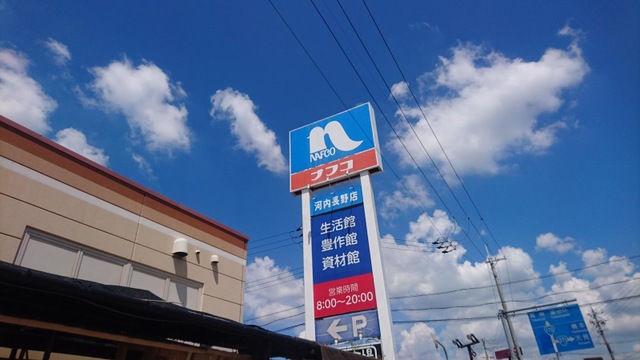 NAFCO
ナフコ
河内長野店
生活館
豊作館
資材館
営業時間
8:00~20:00
P